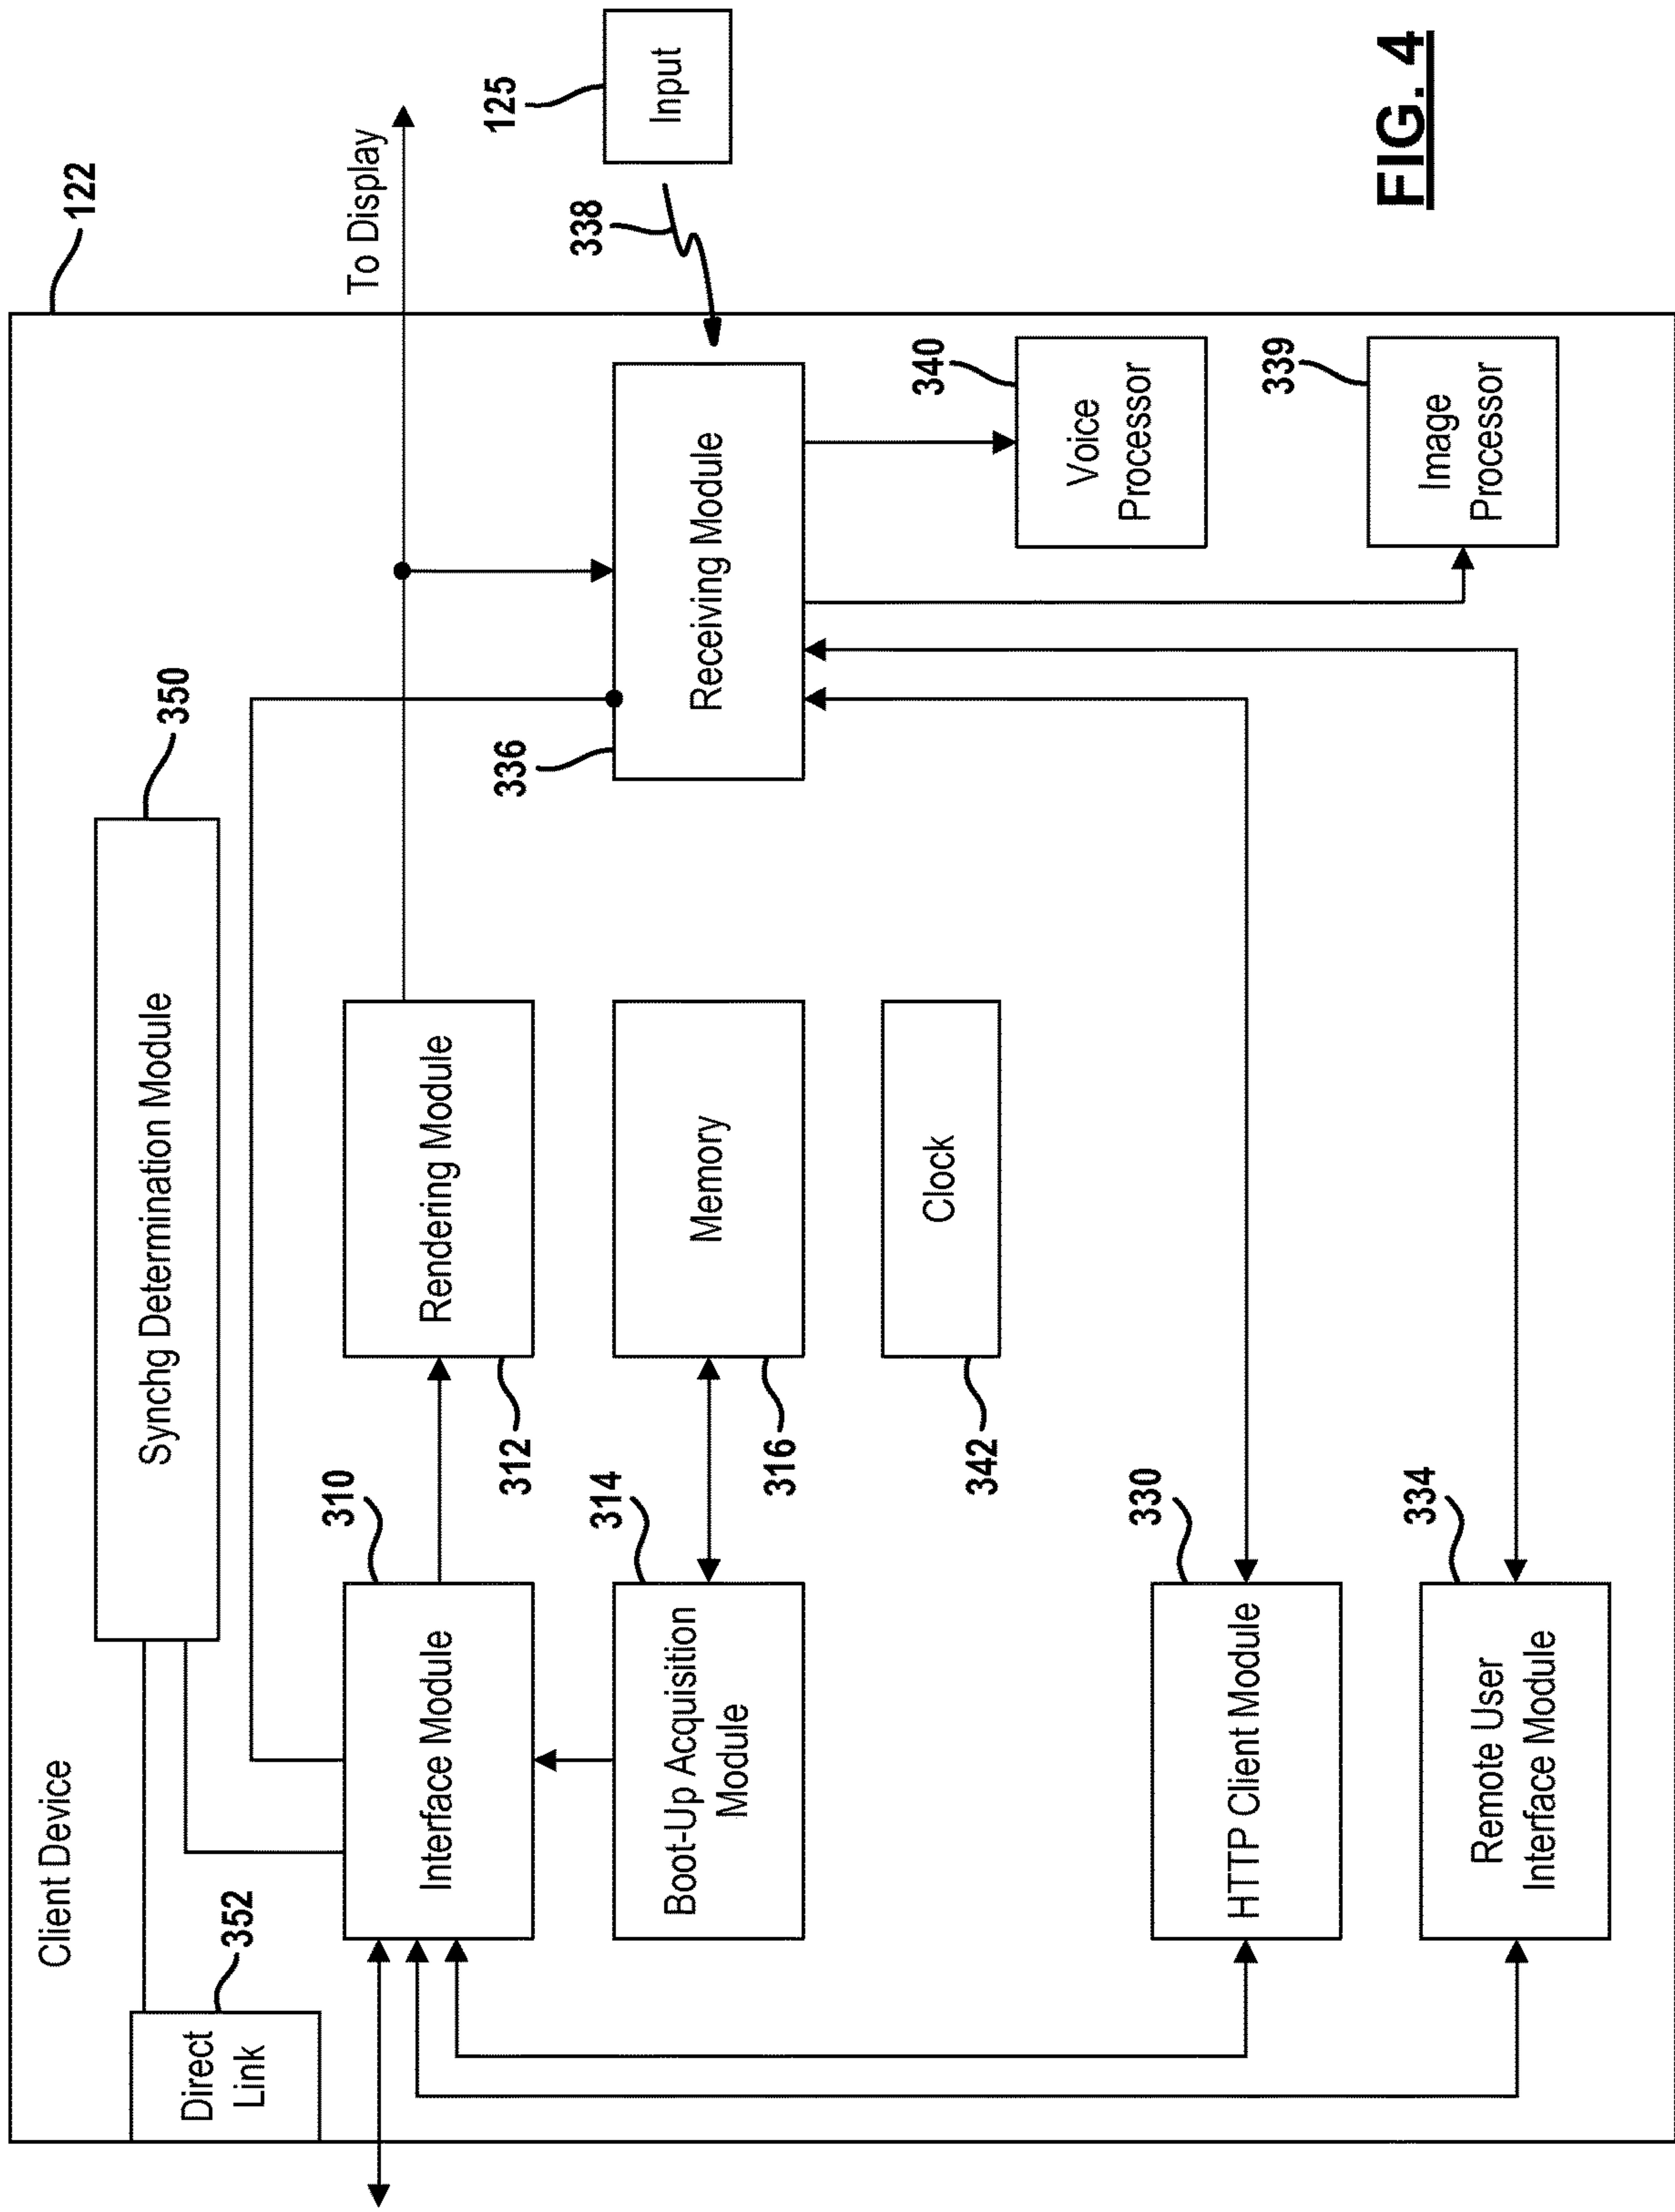 Client Device
122
Direct
Link
352
Synchg Determination Module
350
To Display
310
Interface Module
Rendering Module
312
338
125
Input
314
Boot-Up Acquisition
Module
Memory
316
336
Receiving Module
Clock
342
340
Voice
Processor
330
HTTP Client Module
339
Image
Processor
334
Remote User
Interface Module
FIG. 4